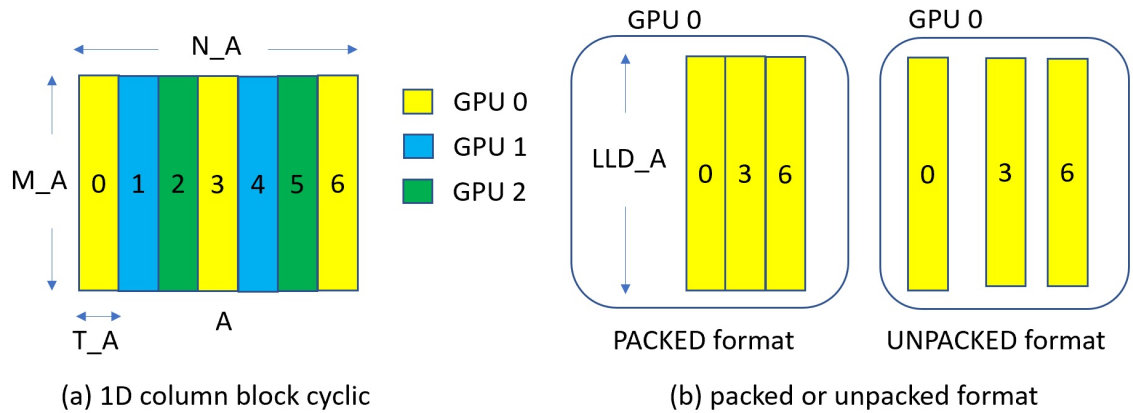 N_A
M_A
0 1 2 3 4 5 6
T_A
A
GPU 0
GPU 1
GPU 2
(a) 1D column block cyclic
GPU 0
LLD_A
0 3 6
PACKED format
GPU 0
0 3 6
UNPACKED format
(b) packed or unpacked format